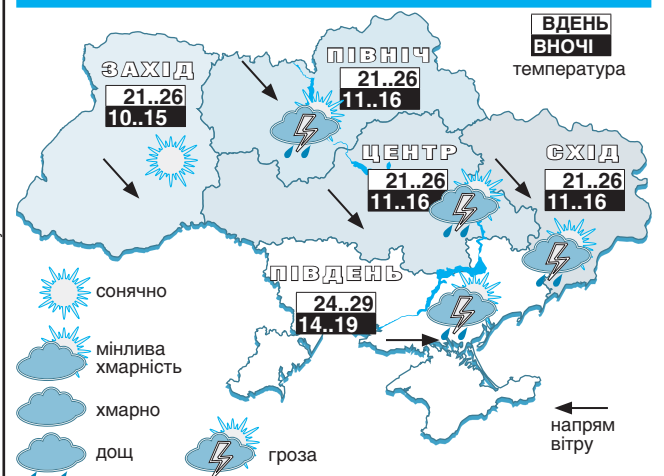 ВДЕНЬ
ВНОЧІ
температура
ЗАХІД
21..26
10..15
ПІВНІЧ
21..26
11..16
ЦЕНТР
21..26
11..16
СХІД
21..26
11..16
ПІВДЕНЬ
24..29
14..19
сонячно
мінлива
хмарність
хмарно
дощ
гроза
напрям
вітру